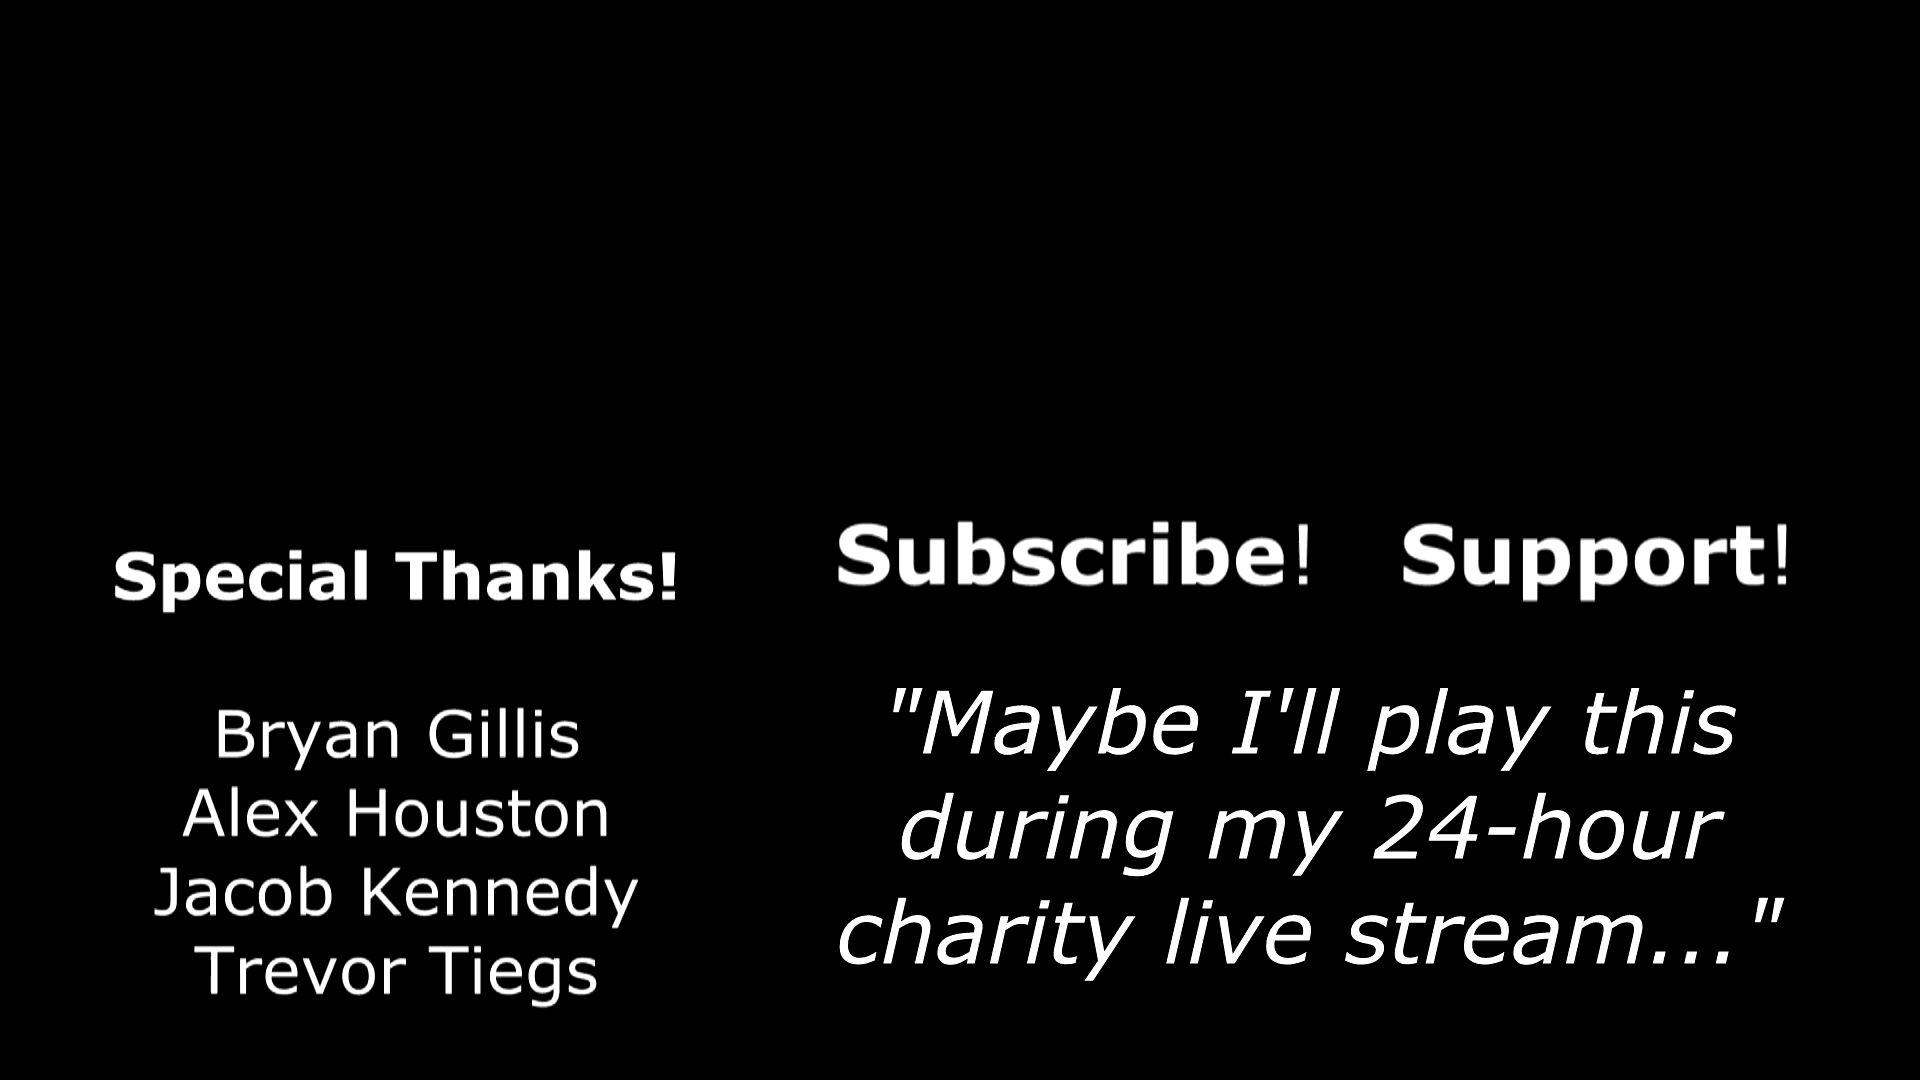 Special Thanks!
Bryan Gillis
Alex Houston
Jacob Kennedy
Trevor Tiegs
Subscribe! Support!
"Maybe I'll play this
during my 24-hour
charity live stream..."